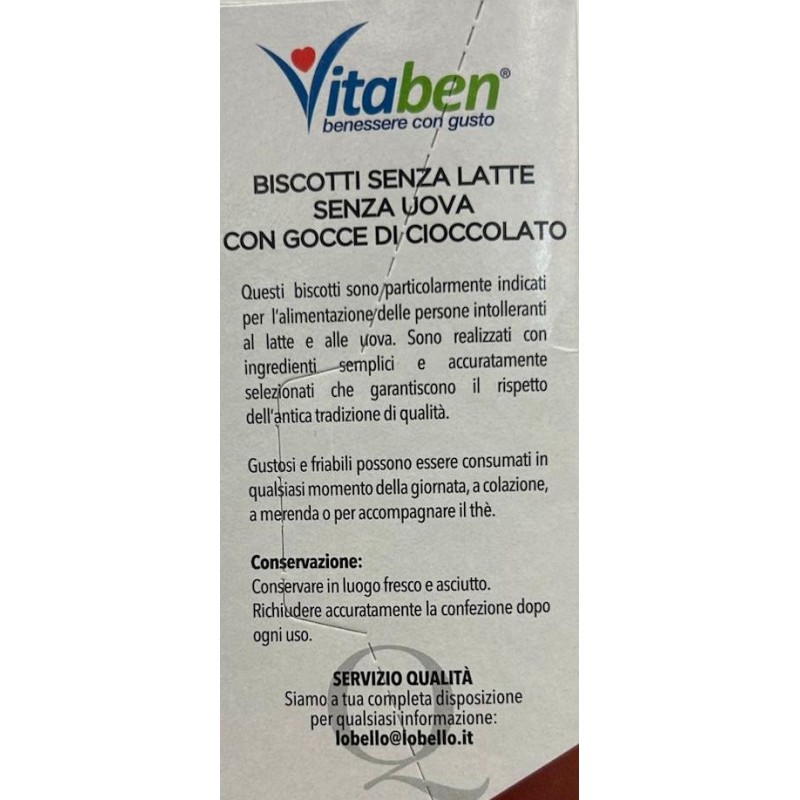 Vitaben®
benessere con gusto
BISCOTTI SENZA LATTE
SENZA UOVA
CON GOCCE DI CIOCCOLATO
Questi biscotti sono particolarmente indicati
per l'alimentazione delle persone intolleranti
al latte e alle uova. Sono realizzati con
ingredienti semplici e accuratamente
selezionati che garantiscono il rispetto
dell'antica tradizione di qualità.
Gustosi e friabili possono essere consumati in
qualsiasi momento della giornata, a colazione,
a merenda o per accompagnare il thè.
Conservazione:
Conservare in luogo fresco e asciutto.
Richiudere accuratamente la confezione dopo
ogni uso.
Q
SERVIZIO QUALITÀ
Siamo a tua completa disposizione
per qualsiasi informazione:
lobello@lobello.it